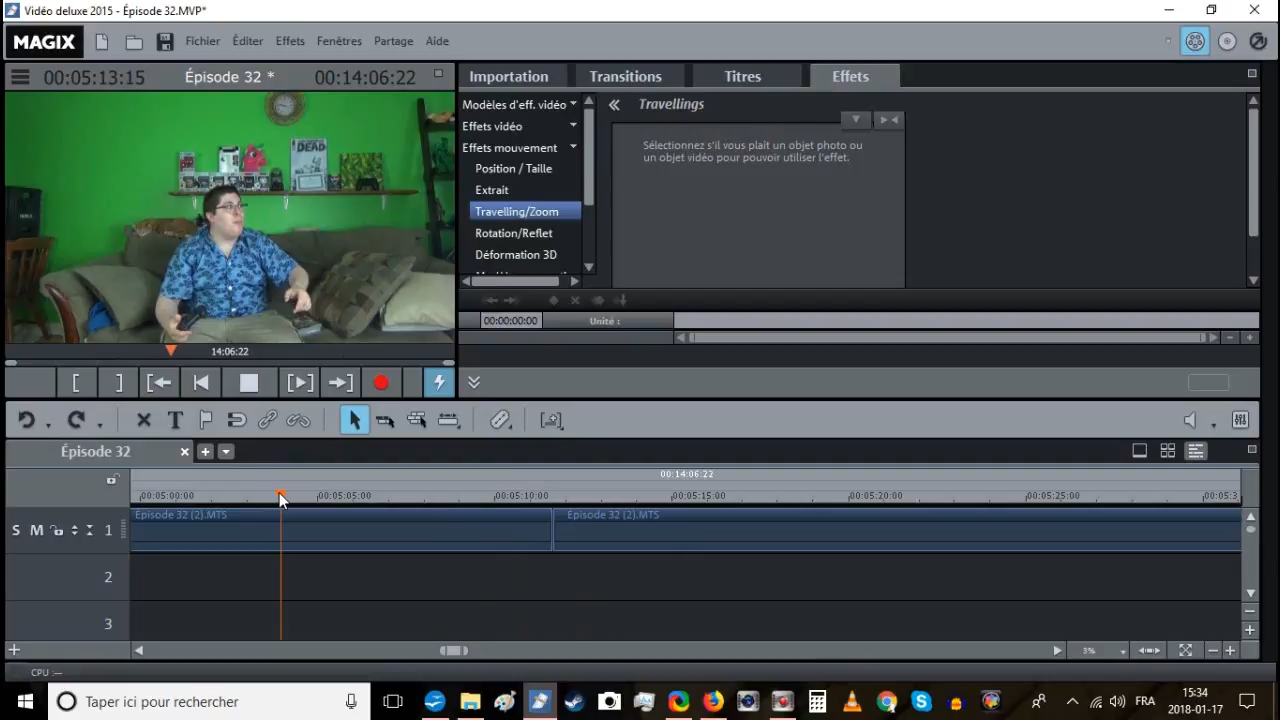 Vidéo deluxe 2015 - Épisode 32.MVP*
MAGIX
Fichier
Éditer
Effets
Fenêtres
Partage
Aide
00:05:13:15
Épisode 32 *
00:14:06:22
Importation
Transitions
Titres
Effets
Modèles d'eff. vidéo
Effets vidéo
Effets mouvement
Position / Taille
Extrait
Travelling/Zoom
Rotation/Reflet
Déformation 3D
Travellings
Sélectionnez s'il vous plait un objet photo ou
un objet vidéo pour pouvoir utiliser l'effet.
DEAD
00:00:00:00
Unité :
14:06:22
Épisode 32
00:14:06:22
00:05:00:00
00:05:05:00
00:05:10:00
00:05:15:00
00:05:20:00
00:05:25:00
00:05:3
S M 1
Épisode 32 (2).MTS
Épisode 32 (2).MTS
2
3
3%
CPU: —
Taper ici pour rechercher
FRA
15:34
2018-01-17